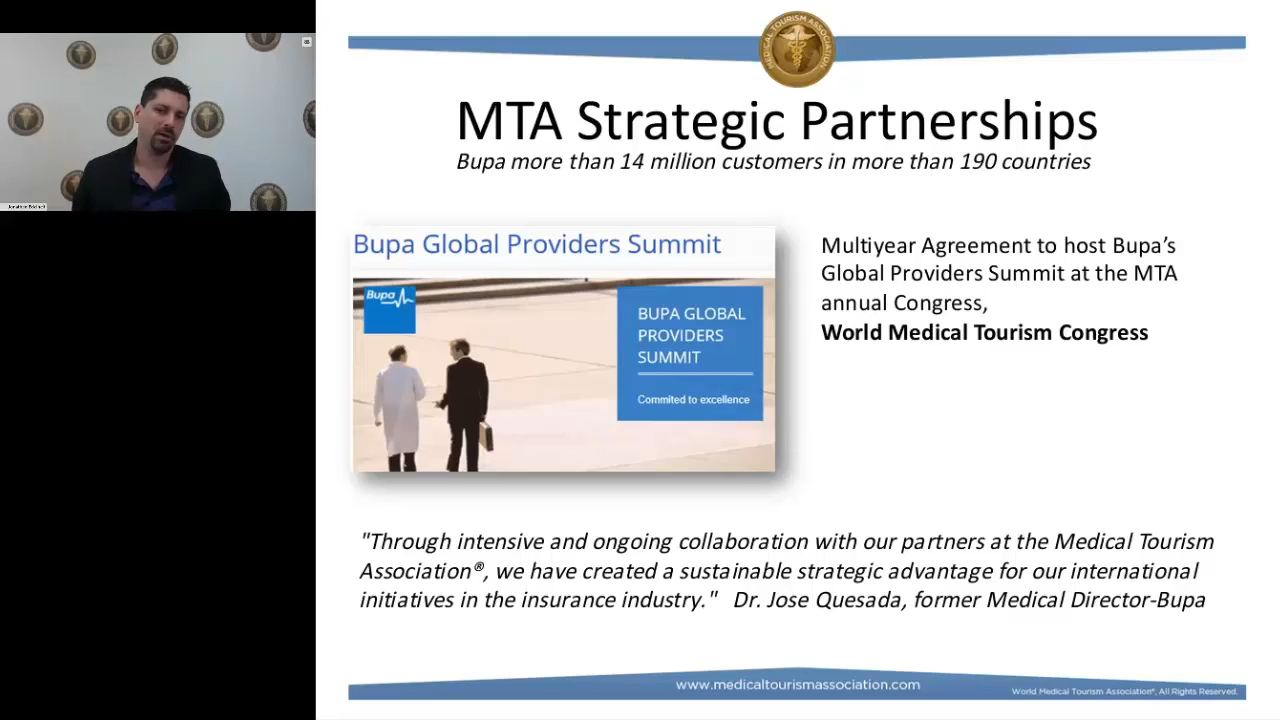 MEDICAL TOURISM ASSOCIATION
MTA Strategic Partnerships
Bupa more than 14 million customers in more than 190 countries
Jonathan
Bupa Global Providers Summit
Bupa
BUPA GLOBAL
PROVIDERS
SUMMIT
Commited to excellence
Multiyear Agreement to host Bupa’s
Global Providers Summit at the MTA
annual Congress,
World Medical Tourism Congress
"Through intensive and ongoing collaboration with our partners at the Medical Tourism
Association®, we have created a sustainable strategic advantage for our international
initiatives in the insurance industry." Dr. Jose Quesada, former Medical Director-Bupa
www.medicaltourismassociation.com
World Medical Tourism Association®, All Rights Reserved.